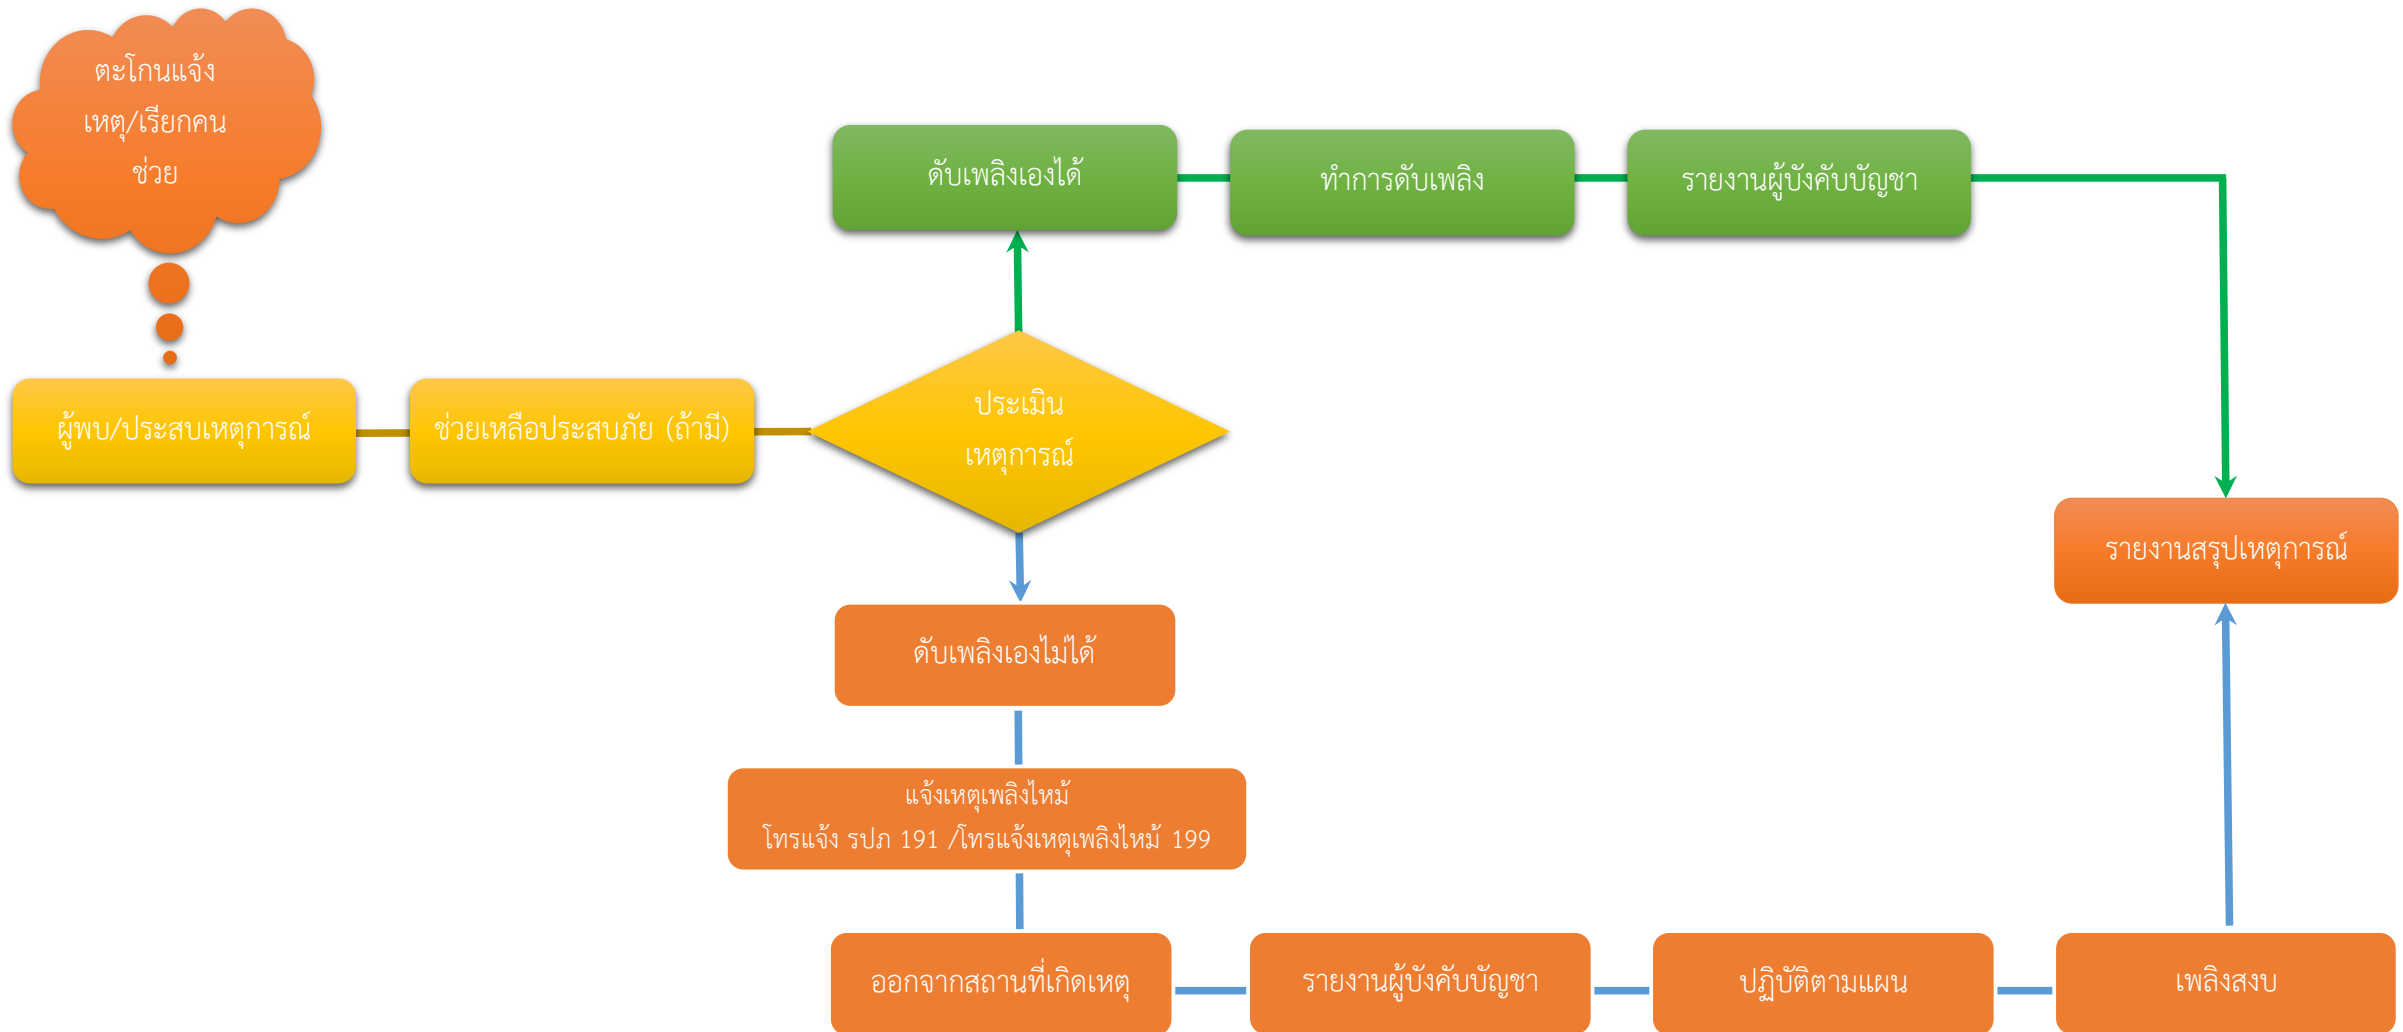 ตะโกนแจ้ง
เหตุ/เรียกคน
ช่วย
ดับเพลิงเองได้
ทำการดับเพลิง
รายงานผู้บังคับบัญชา
ผู้พบ/ประสบเหตุการณ์
ช่วยเหลือประสบภัย (ถ้ามี)
ประเมิน
เหตุการณ์
รายงานสรุปเหตุการณ์
ดับเพลิงเองไม่ได้
แจ้งเหตุเพลิงไหม้
โทรแจ้ง รปภ 191 /โทรแจ้งเหตุเพลิงไหม้ 199
ออกจากสถานที่เกิดเหตุ
รายงานผู้บังคับบัญชา
ปฏิบัติตามแผน
เพลิงสงบ